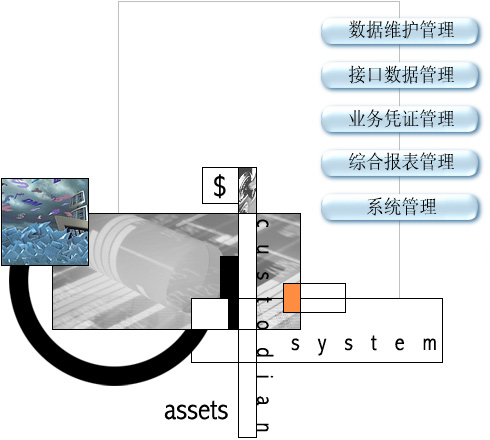 数据维护管理
接口数据管理
业务凭证管理
综合报表管理
系统管理
$
custodian
system
assets